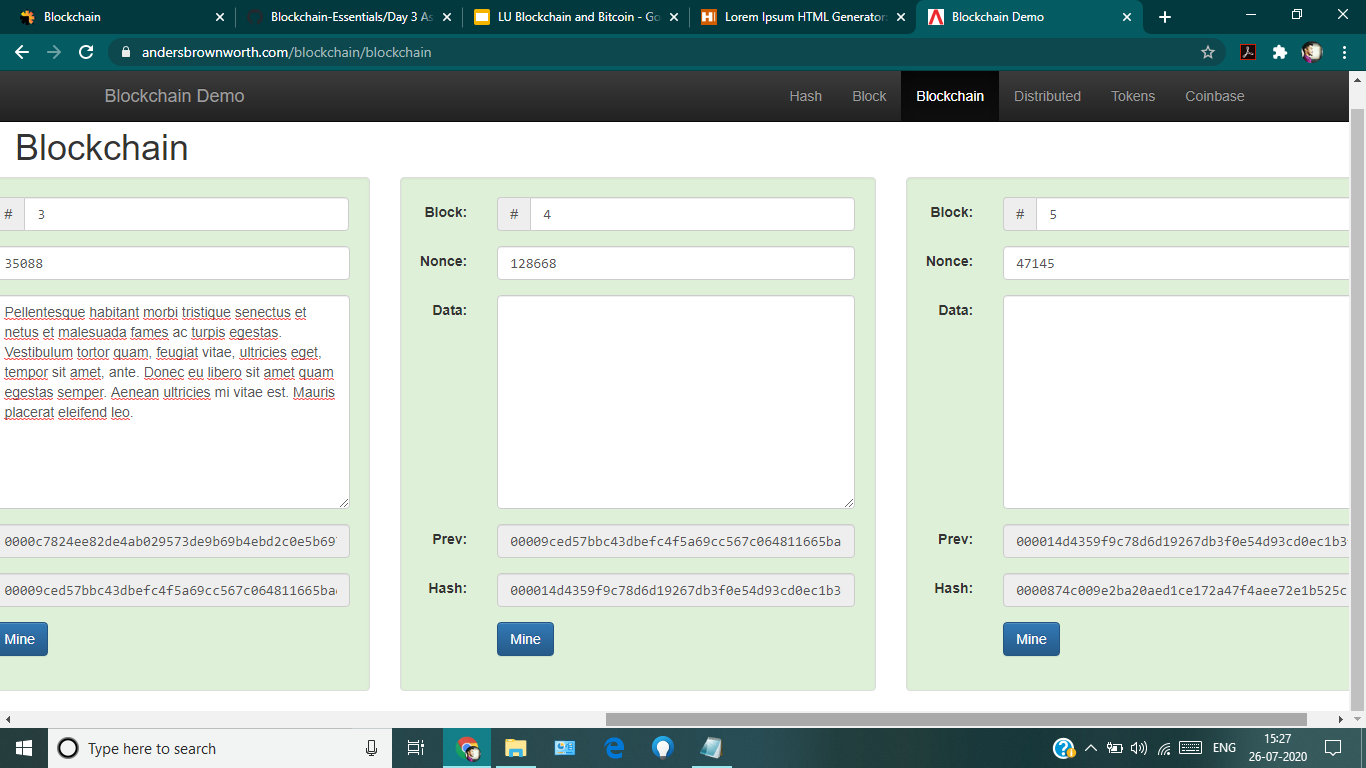 Blockchain
Blockchain-Essentials/Day 3 As
LU Blockchain and Bitcoin - Go
Lorem Ipsum HTML Generator
Blockchain Demo
andersbrownworth.com/blockchain/blockchain
Blockchain Demo
Hash
Block
Blockchain
Distributed
Tokens
Coinbase
Blockchain
# 3
35088
Pellentesque habitant morbi tristique senectus et
netus et malesuada fames ac turpis egestas.
Vestibulum tortor quam, feugiat vitae, ultricies eget,
tempor sit amet, ante. Donec eu libero sit amet quam
egestas semper. Aenean ultricies mi vitae est. Mauris
placerat eleifend leo.
0000c7824ee82de4ab029573de9b69b4ebd2c0e5b69
00009ced57bbc43dbefc4f5a69cc567c064811665ba
Mine
Block: # 4
Nonce: 128668
Data:
Prev: 00009ced57bbc43dbefc4f5a69cc567c064811665ba
Hash: 000014d4359f9c78d6d19267db3f0e54d93cd0ec1b3
Mine
Block: # 5
Nonce: 47145
Data:
Prev: 000014d4359f9c78d6d19267db3f0e54d93cd0ec1b3
Hash: 0000874c009e2ba20aed1ce172a47f4aee72e1b525c
Mine
Type here to search
ENG
15:27
26-07-2020